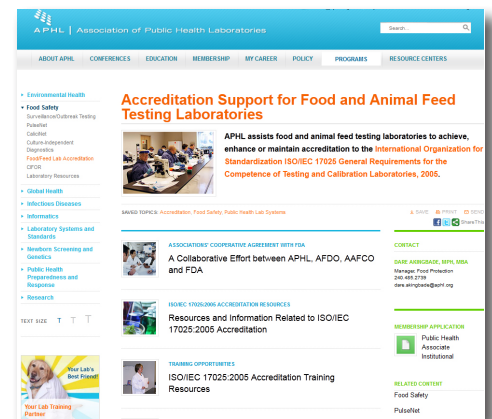 APHL | Association of Public Health Laboratories
Search...
ABOUT APHL CONFERENCES EDUCATION MEMBERSHIP MY CAREER POLICY PROGRAMS RESOURCE CENTERS
Environmental Health
Food Safety
Surveillance/Outbreak Testing
PulseNet
CaliciNet
Culture-Independent
Diagnostics
Food/Feed Lab Accreditation
CIFOR
Laboratory Resources
Global Health
Infectious Diseases
Informatics
Laboratory Systems and
Standards
Newborn Screening and
Genetics
Public Health
Preparedness and
Response
Research
TEXT SIZE T T T
Your Lab's
Best Friend!
Your Lab Training
Partner
Accreditation Support for Food and Animal Feed
Testing Laboratories
APHL assists food and animal feed testing laboratories to achieve,
enhance or maintain accreditation to the International Organization for
Standardization ISO/IEC 17025 General Requirements for the
Competence of Testing and Calibration Laboratories, 2005.
SAVED TOPICS: Accreditation, Food Safety, Public Health Lab Systems
SAVE PRINT SEND
ShareThis
ASSOCIATIONS' COOPERATIVE AGREEMENT WITH FDA
A Collaborative Effort between APHL, AFDO, AAFCO
and FDA
ISO/IEC 17025:2005 ACCREDITATION RESOURCES
Resources and Information Related to ISO/IEC
17025:2005 Accreditation
TRAINING OPPORTUNITIES
ISO/IEC 17025:2005 Accreditation Training
Resources
CONTACT
DARE AKINGBADE, MPH, MBA
Manager, Food Protection
240.485.2739
dare.akingbade@aphl.org
MEMBERSHIP APPLICATION
Public Health
Associate
Institutional
RELATED CONTENT
Food Safety
PulseNet